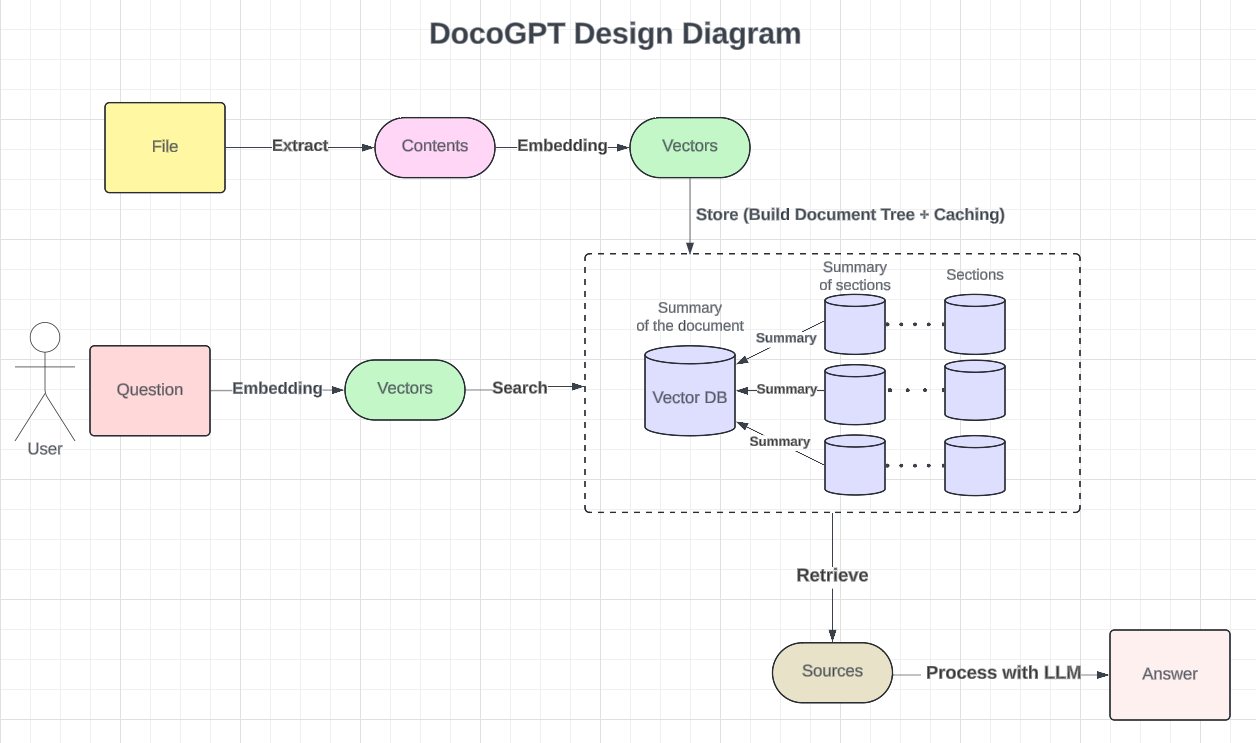 DocoGPT Design Diagram
File
Extract
Contents
Embedding
Vectors
Store (Build Document Tree + Caching)
Summary
of sections
Sections
Summary
of the document
Summary
Vector DB
Summary
Summary
User
Question
Embedding
Vectors
Search
Retrieve
Sources
Process with LLM
Answer